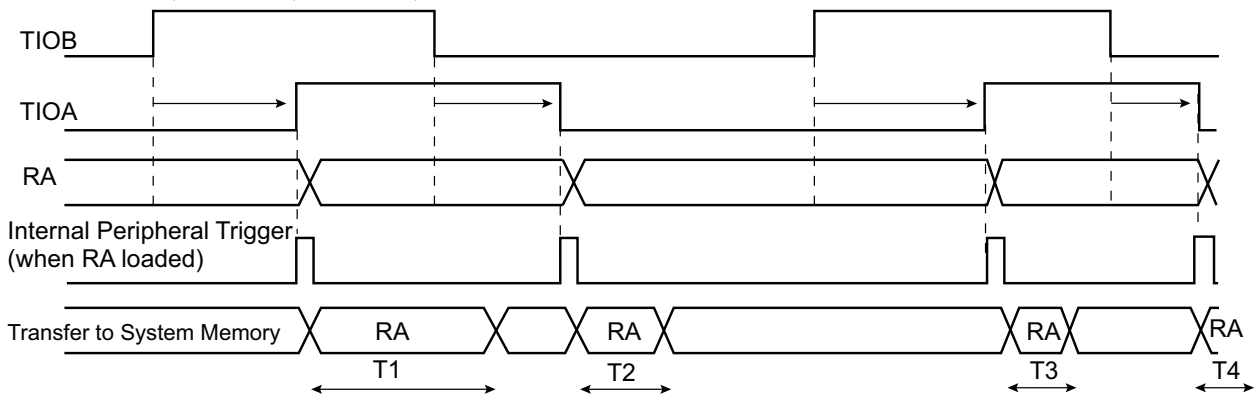 TIOB
TIOA
RA
Internal Peripheral Trigger
(when RA loaded)
Transfer to System Memory
RA
RA
RA
RA
T1
T2
T3
T4